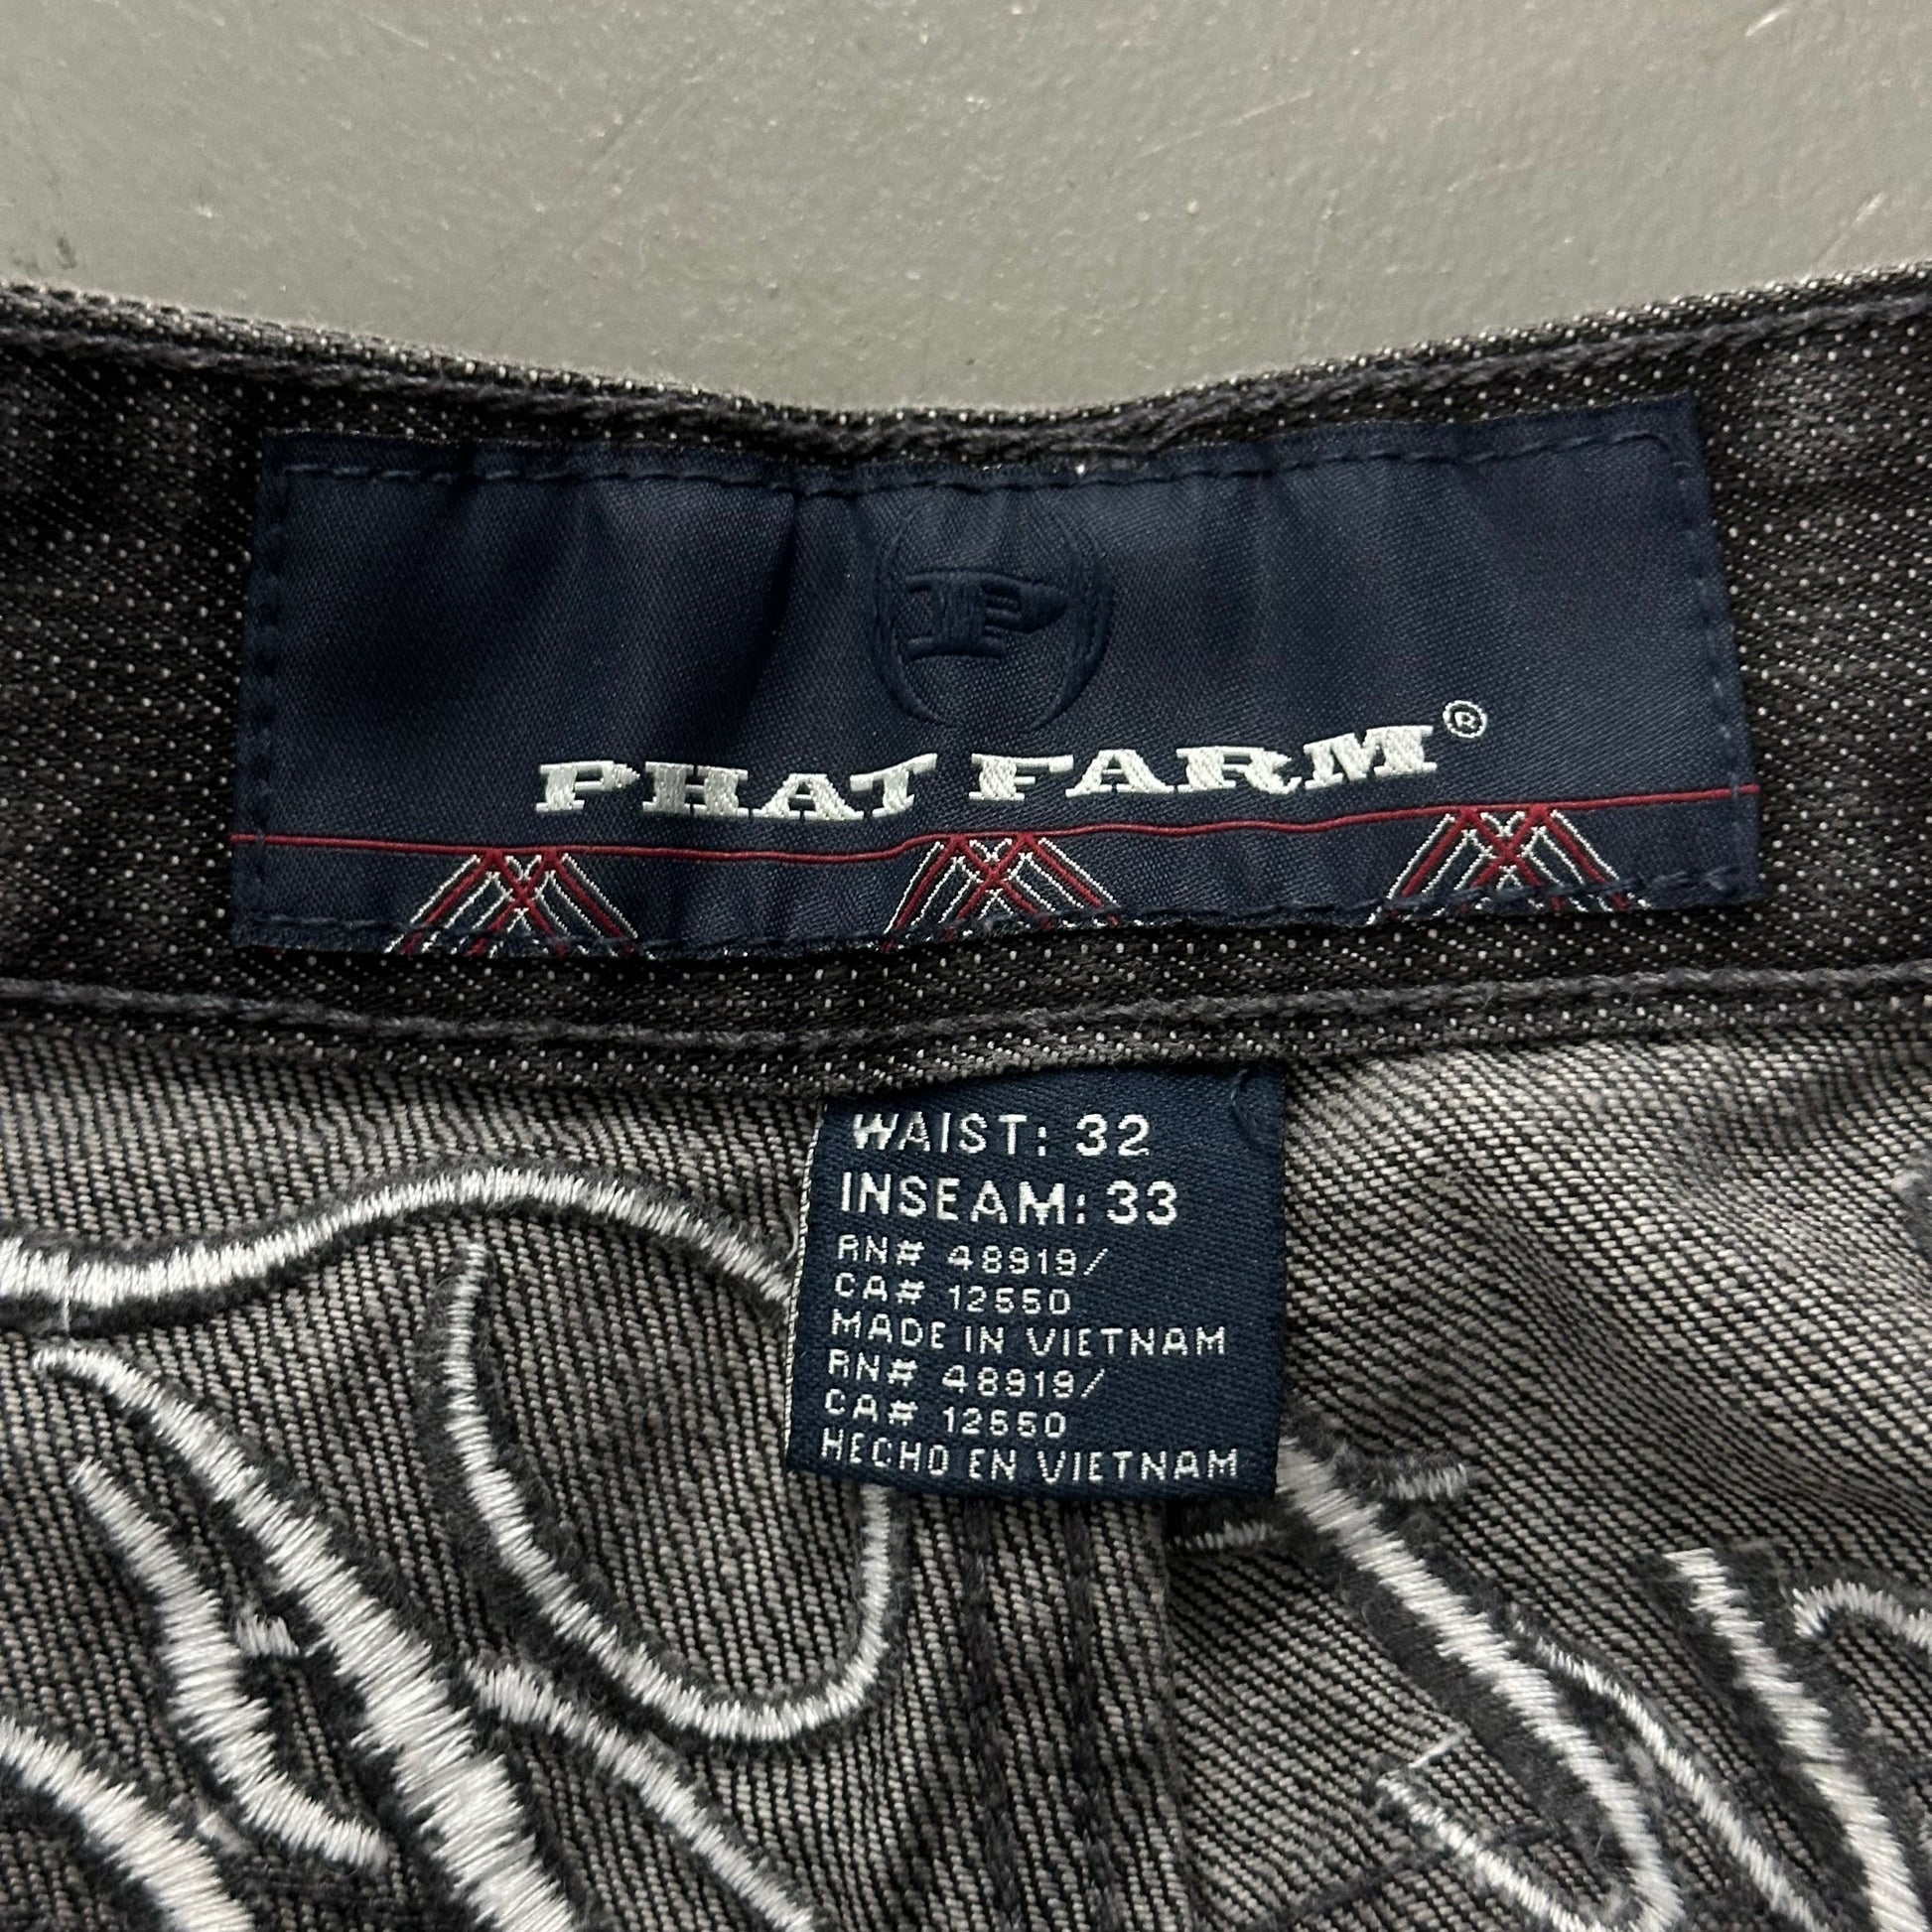 P
PHAT FARM®
WAIST: 32
INSEAM: 33
RN# 48919/
CA# 12550
MADE IN VIETNAM
RN# 48919/
CA# 12550
HECHO EN VIETNAM